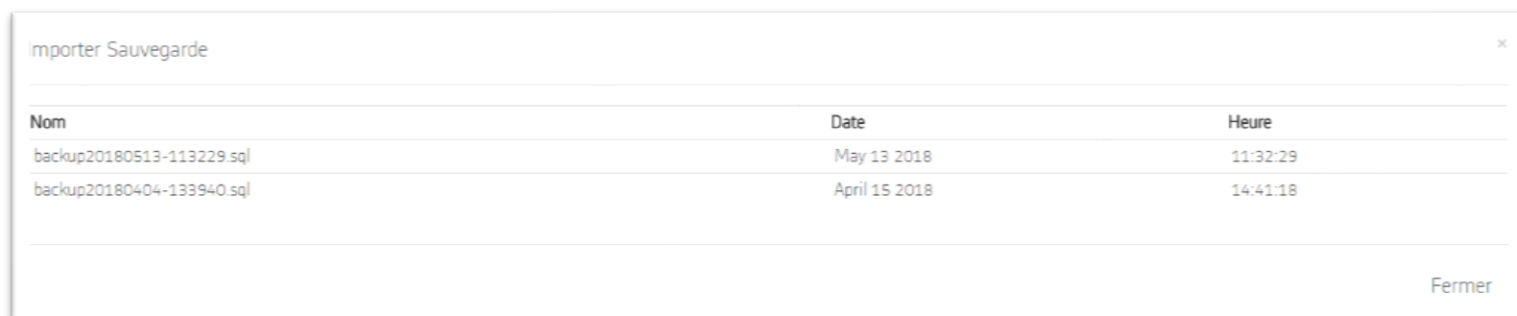 Importer Sauvegarde ×
Nom Date Heure
backup20180513-113229.sql May 13 2018 11:32:29
backup20180404-133940.sql April 15 2018 14:41:18
Fermer